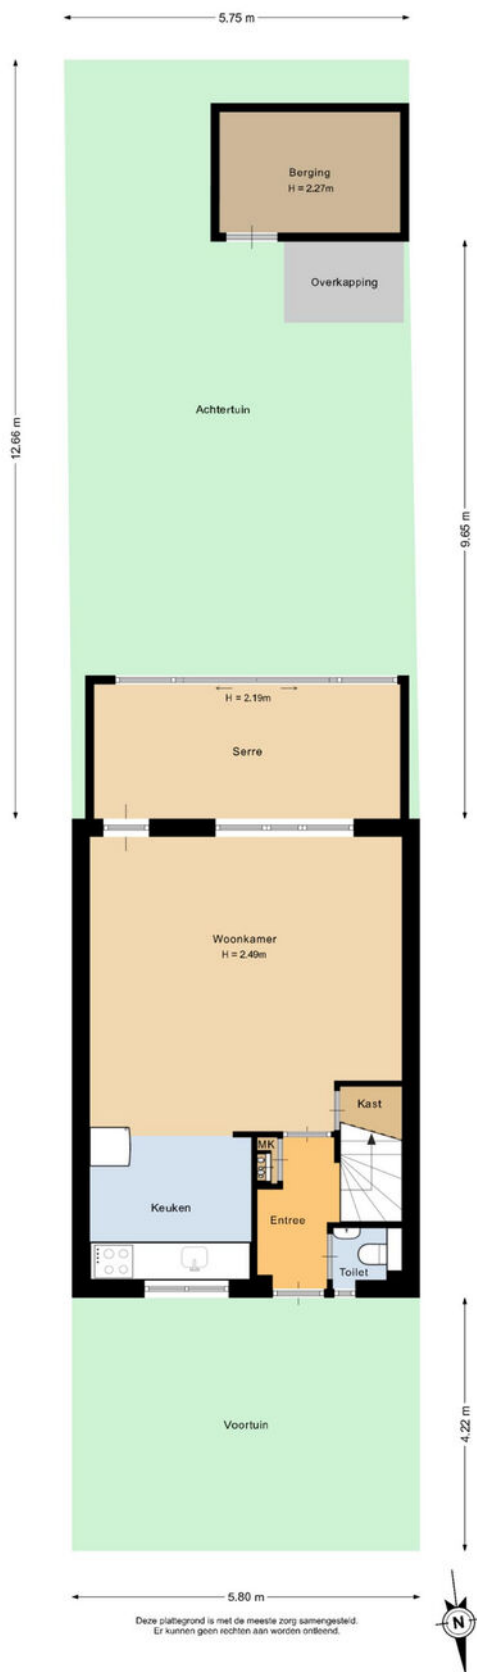 5.75 m
Berging
H = 2.27m
Overkapping
12.66 m
Achtertuin
9.65 m
H = 2.19m
Serre
Woonkamer
H = 2.49m
Kast
MK
Keuken
Entree
Toilet
Voortuin
4.22 m
5.80 m
Deze plattegrond is met de meeste zorg samengesteld.
Er kunnen geen rechten aan worden ontleend.
N